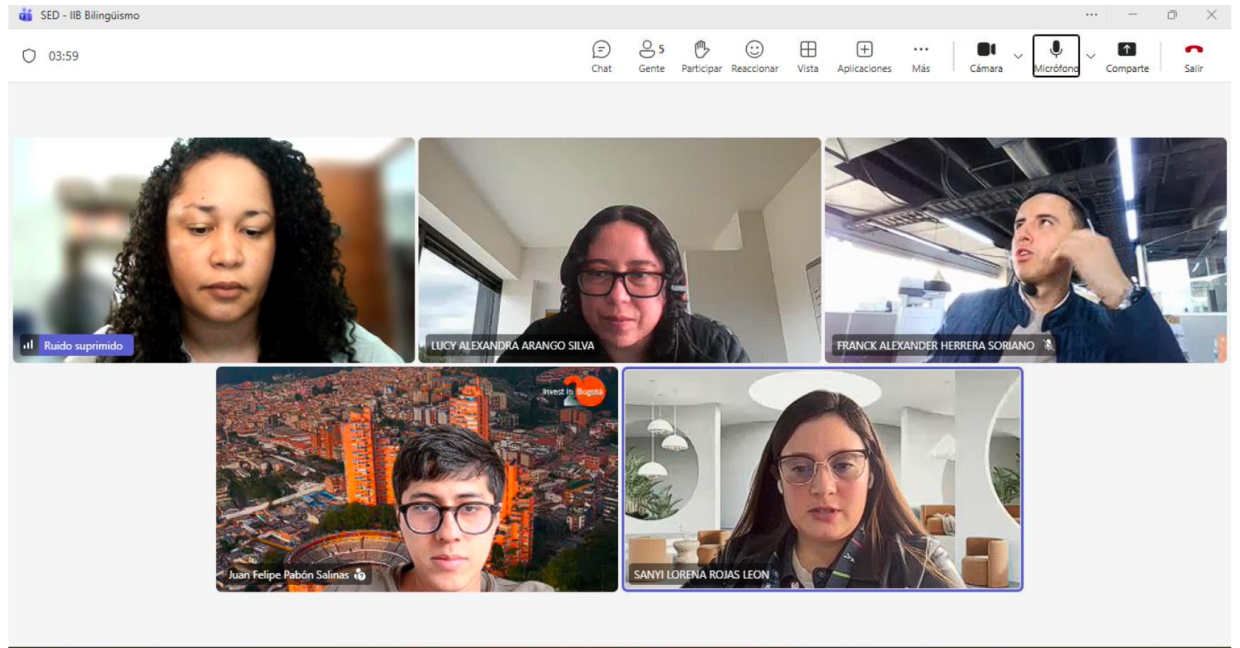 SED - IIB Bilingüismo
03:59
Chat
5
Gente
Participar
Reaccionar
Vista
Aplicaciones
Más
Cámara
Micrófono
Comparte
Salir
Ruido suprimido
LUCY ALEXANDRA ARANGO SILVA
FRANCK ALEXANDER HERRERA SORIANO
Invest in Bogotá
Juan Felipe Pabón Salinas
SANYI LORENA ROJAS LEON